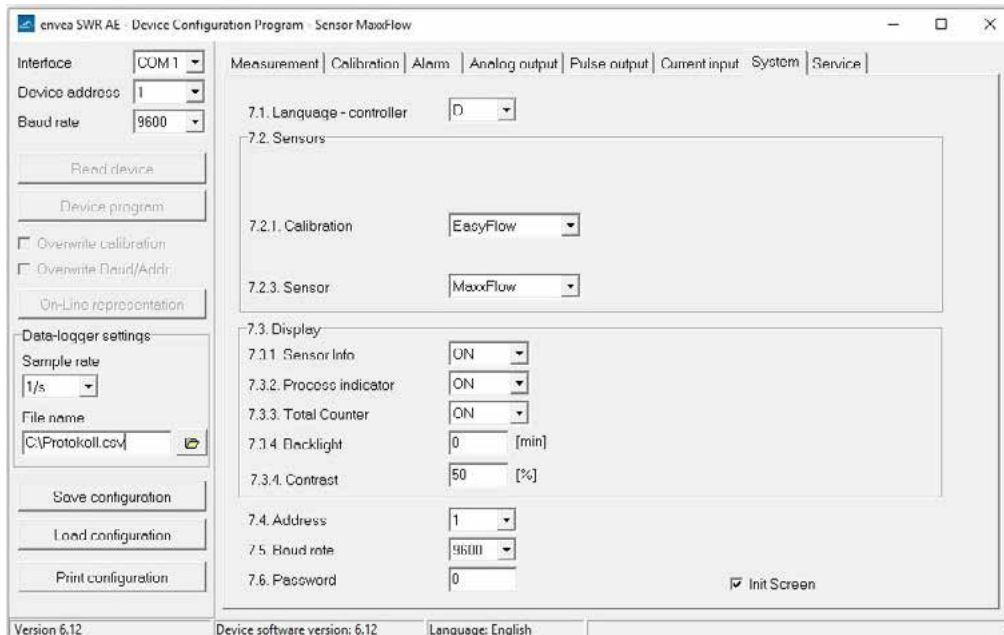 envea SWR AE - Device Configuration Program - Sensor MaxxFlow
Interface COM 1
Device address 1
Baud rate 9600
Read device
Device program
Overwrite calibration
Overwrite Baud/Addr.
On-Line representation
Data-logger settings
Sample rate
1/s
File name
C:\Protokoll.csv
Save configuration
Load configuration
Print configuration
Measurement Calibration Alarm Analog output Pulse output Current input System Service
7.1. Language - controller D
7.2. Sensors
7.2.1. Calibration EasyFlow
7.2.3. Sensor MaxxFlow
7.3. Display
7.3.1. Sensor Info ON
7.3.2. Process indicator ON
7.3.3. Total Counter ON
7.3.4. Backlight 0 [min]
7.3.4. Contrast 50 [%]
7.4. Address 1
7.5. Baud rate 9600
7.6. Password 0
Init Screen
Version 6.12 Device software version: 6.12 Language: English